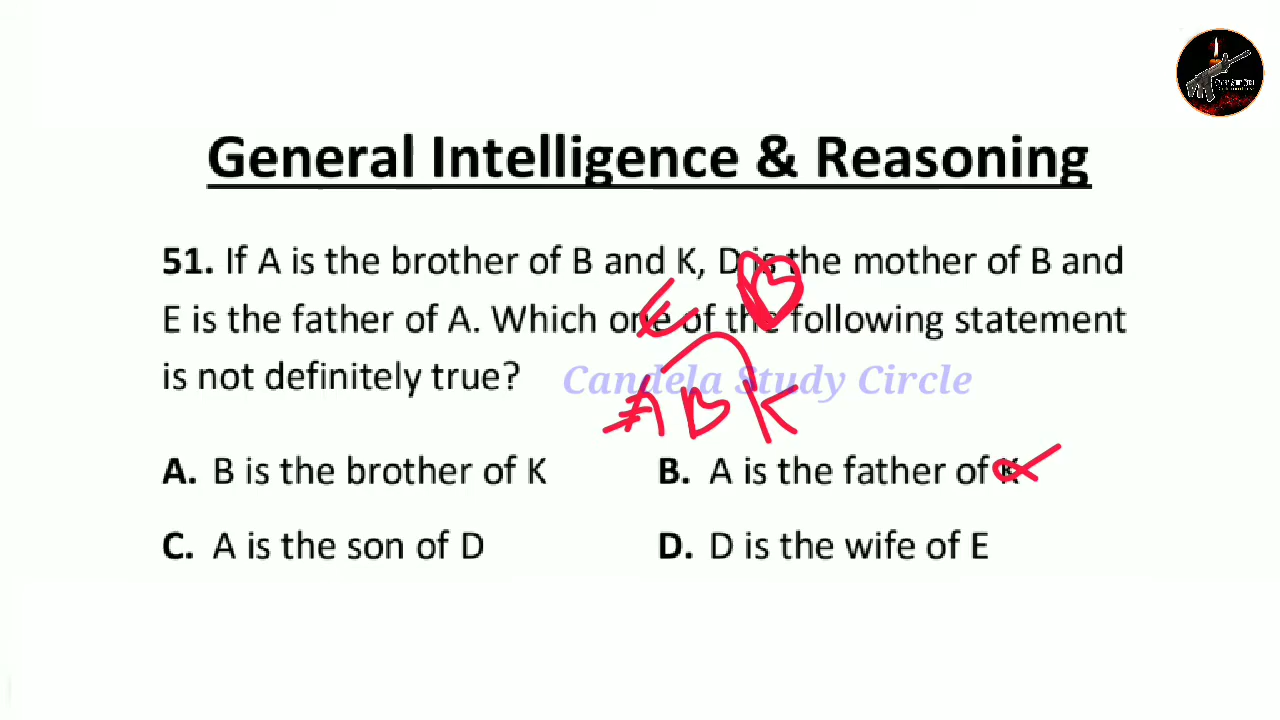 General Intelligence & Reasoning
51. If A is the brother of B and K, D is the mother of B and
E is the father of A. Which one of the following statement
is not definitely true?
Candela Study Circle
E D
A B K
A. B is the brother of K
B. A is the father of K
C. A is the son of D
D. D is the wife of E